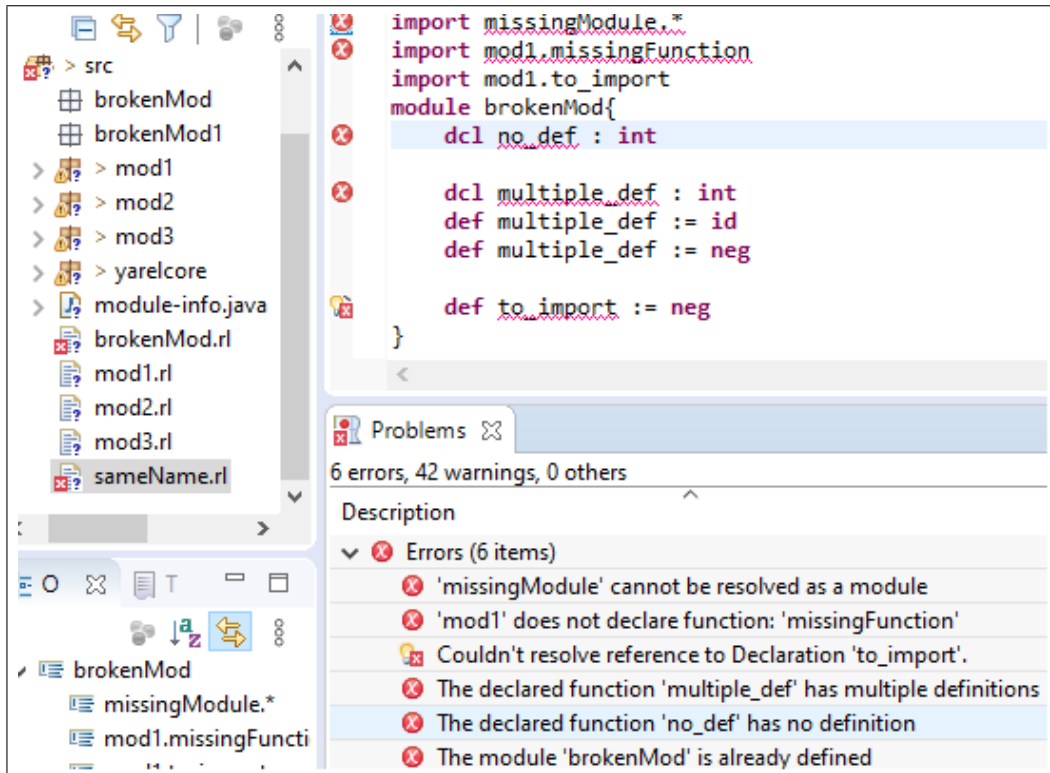 > src
brokenMod
brokenMod1
> mod1
> mod2
> mod3
> yarelcore
module-info.java
brokenMod.rl
mod1.rl
mod2.rl
mod3.rl
sameName.rl
import missingModule.*
import mod1.missingFunction
import mod1.to_import
module brokenMod{
dcl no_def : int
dcl multiple_def : int
def multiple_def := id
def multiple_def := neg
def to_import := neg
}
Problems
6 errors, 42 warnings, 0 others
Description
Errors (6 items)
'missingModule' cannot be resolved as a module
'mod1' does not declare function: 'missingFunction'
Couldn't resolve reference to Declaration 'to_import'.
The declared function 'multiple_def' has multiple definitions
The declared function 'no_def' has no definition
The module 'brokenMod' is already defined
O T
brokenMod
missingModule.*
mod1.missingFuncti